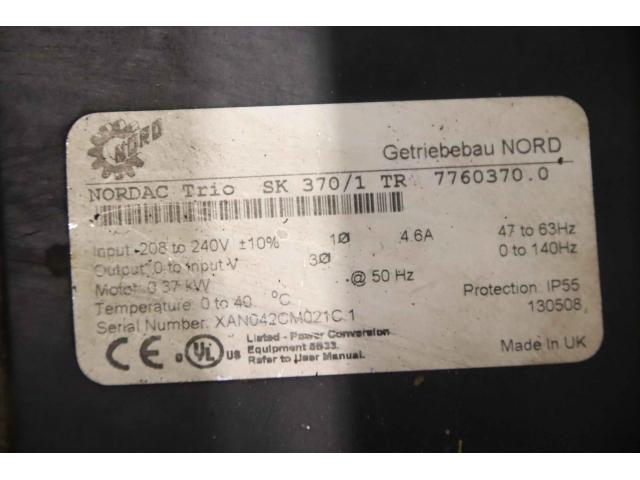 NORD
Getriebebau NORD
NORDAC Trio SK 370/1 TR 7760370.0
Input 208 to 240V ±10% 1Ø 4.6A 47 to 63Hz
Output 0 to Input V 3Ø 0 to 140Hz
Motor 0.37 kW @ 50 Hz
Temperature: 0 to 40 °C Protection: IP55
Serial Number: XAN042CM021C.1 130508
CE c UL US Listed - Power Conversion
Equipment 5B33.
Refer to User Manual.
Made In UK